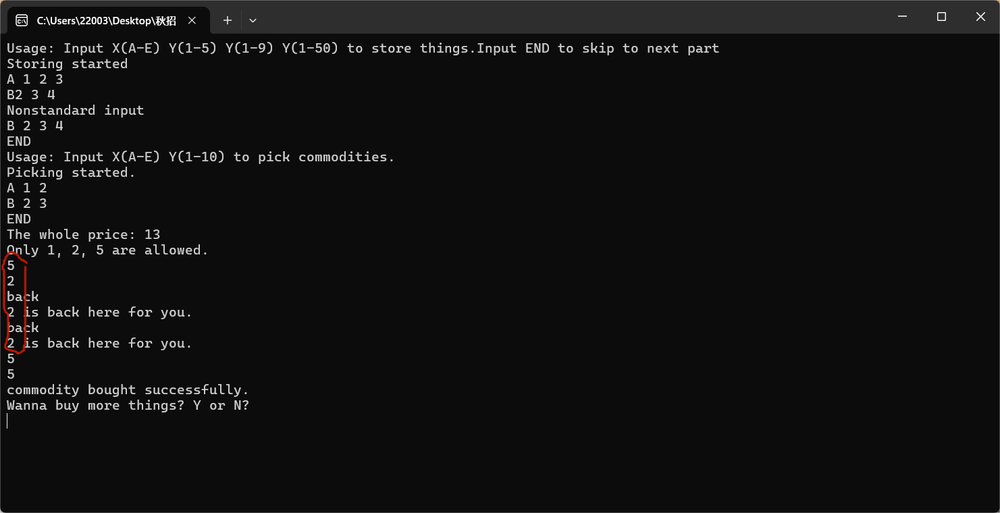 C:\Users\22003\Desktop\秋招
Usage: Input X(A-E) Y(1-5) Y(1-9) Y(1-50) to store things.Input END to skip to next part
Storing started
A 1 2 3
B2 3 4
Nonstandard input
B 2 3 4
END
Usage: Input X(A-E) Y(1-10) to pick commodities.
Picking started.
A 1 2
B 2 3
END
The whole price: 13
Only 1, 2, 5 are allowed.
5
2
back
2 is back here for you.
back
2 is back here for you.
5
5
commodity bought successfully.
Wanna buy more things? Y or N?